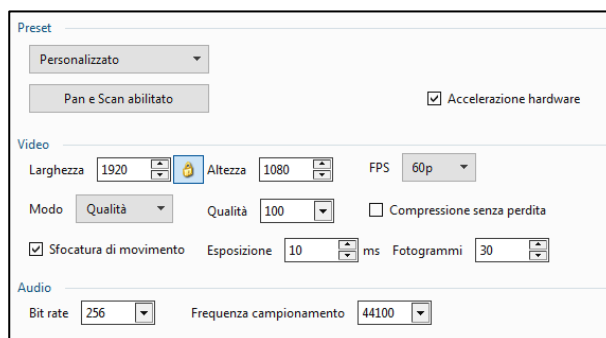 Preset
Personalizzato
Pan e Scan abilitato Accelerazione hardware
Video
Larghezza 1920 Altezza 1080 FPS 60p
Modo Qualità Qualità 100 Compressione senza perdita
Sfocatura di movimento Esposizione 10 ms Fotogrammi 30
Audio
Bit rate 256 Frequenza campionamento 44100